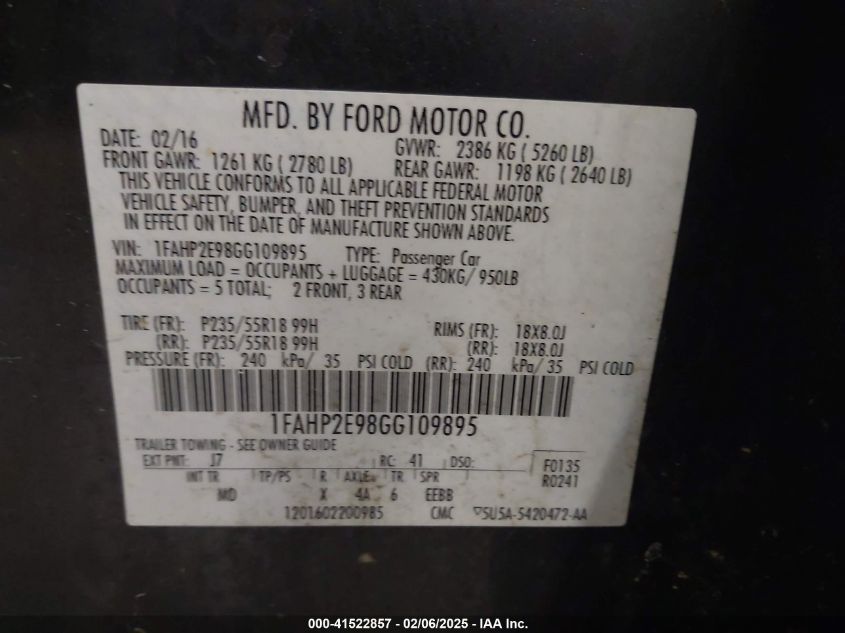 MFD. BY FORD MOTOR CO.
DATE: 02/16 GVWR: 2386 KG ( 5260 LB)
FRONT GAWR: 1261 KG ( 2780 LB) REAR GAWR: 1198 KG ( 2640 LB)
THIS VEHICLE CONFORMS TO ALL APPLICABLE FEDERAL MOTOR
VEHICLE SAFETY, BUMPER, AND THEFT PREVENTION STANDARDS
IN EFFECT ON THE DATE OF MANUFACTURE SHOWN ABOVE.
VIN: 1FAHP2E98GG109895 TYPE: Passenger Car
MAXIMUM LOAD = OCCUPANTS + LUGGAGE = 430KG/ 950LB
OCCUPANTS = 5 TOTAL; 2 FRONT, 3 REAR
TIRE (FR): P235/55R18 99H RIMS (FR): 18X8.0J
(RR): P235/55R18 99H (RR): 18X8.0J
PRESSURE (FR): 240 kPa/ 35 PSI COLD (RR): 240 kPa/ 35 PSI COLD
1FAHP2E98GG109895
TRAILER TOWING - SEE OWNER GUIDE
EXT PNT: J7 RC: 41 DSO: F0135
R0241
INT TR TP/PS R AXLE TR SPR
MD X 4A 6 EEBB
1201602200985 CMC 5U5A-5420472-AA
000-41522857 | 02/06/2025 - IAA Inc.